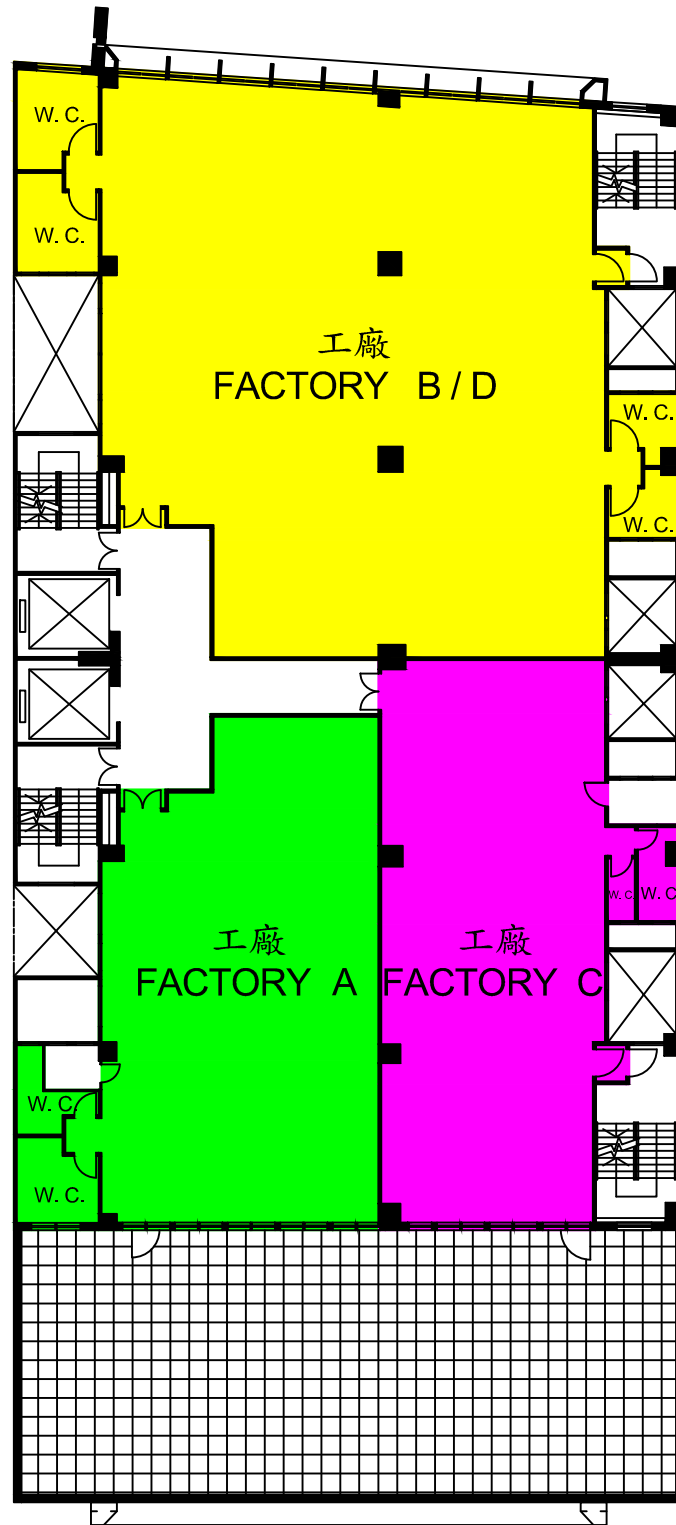 W. C.
W. C.
工廠
FACTORY B / D
W. C.
W. C.
工廠
FACTORY A
工廠
FACTORY C
W. C
W. C
W. C.
W. C.